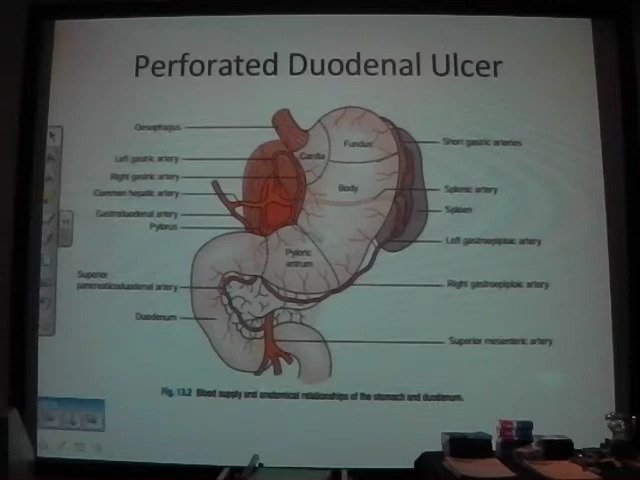 Perforated Duodenal Ulcer
Oesophagus
Left gastric artery
Right gastric artery
Common hepatic artery
Gastroduodenal artery
Pylorus
Superior
pancreaticoduodenal artery
Duodenum
Cardia
Fundus
Body
Pyloric
antrum
Short gastric arteries
Splenic artery
Spleen
Left gastroepiploic artery
Right gastroepiploic artery
Superior mesenteric artery
Fig. 13.2 Blood supply and anatomical relationships of the stomach and duodenum.